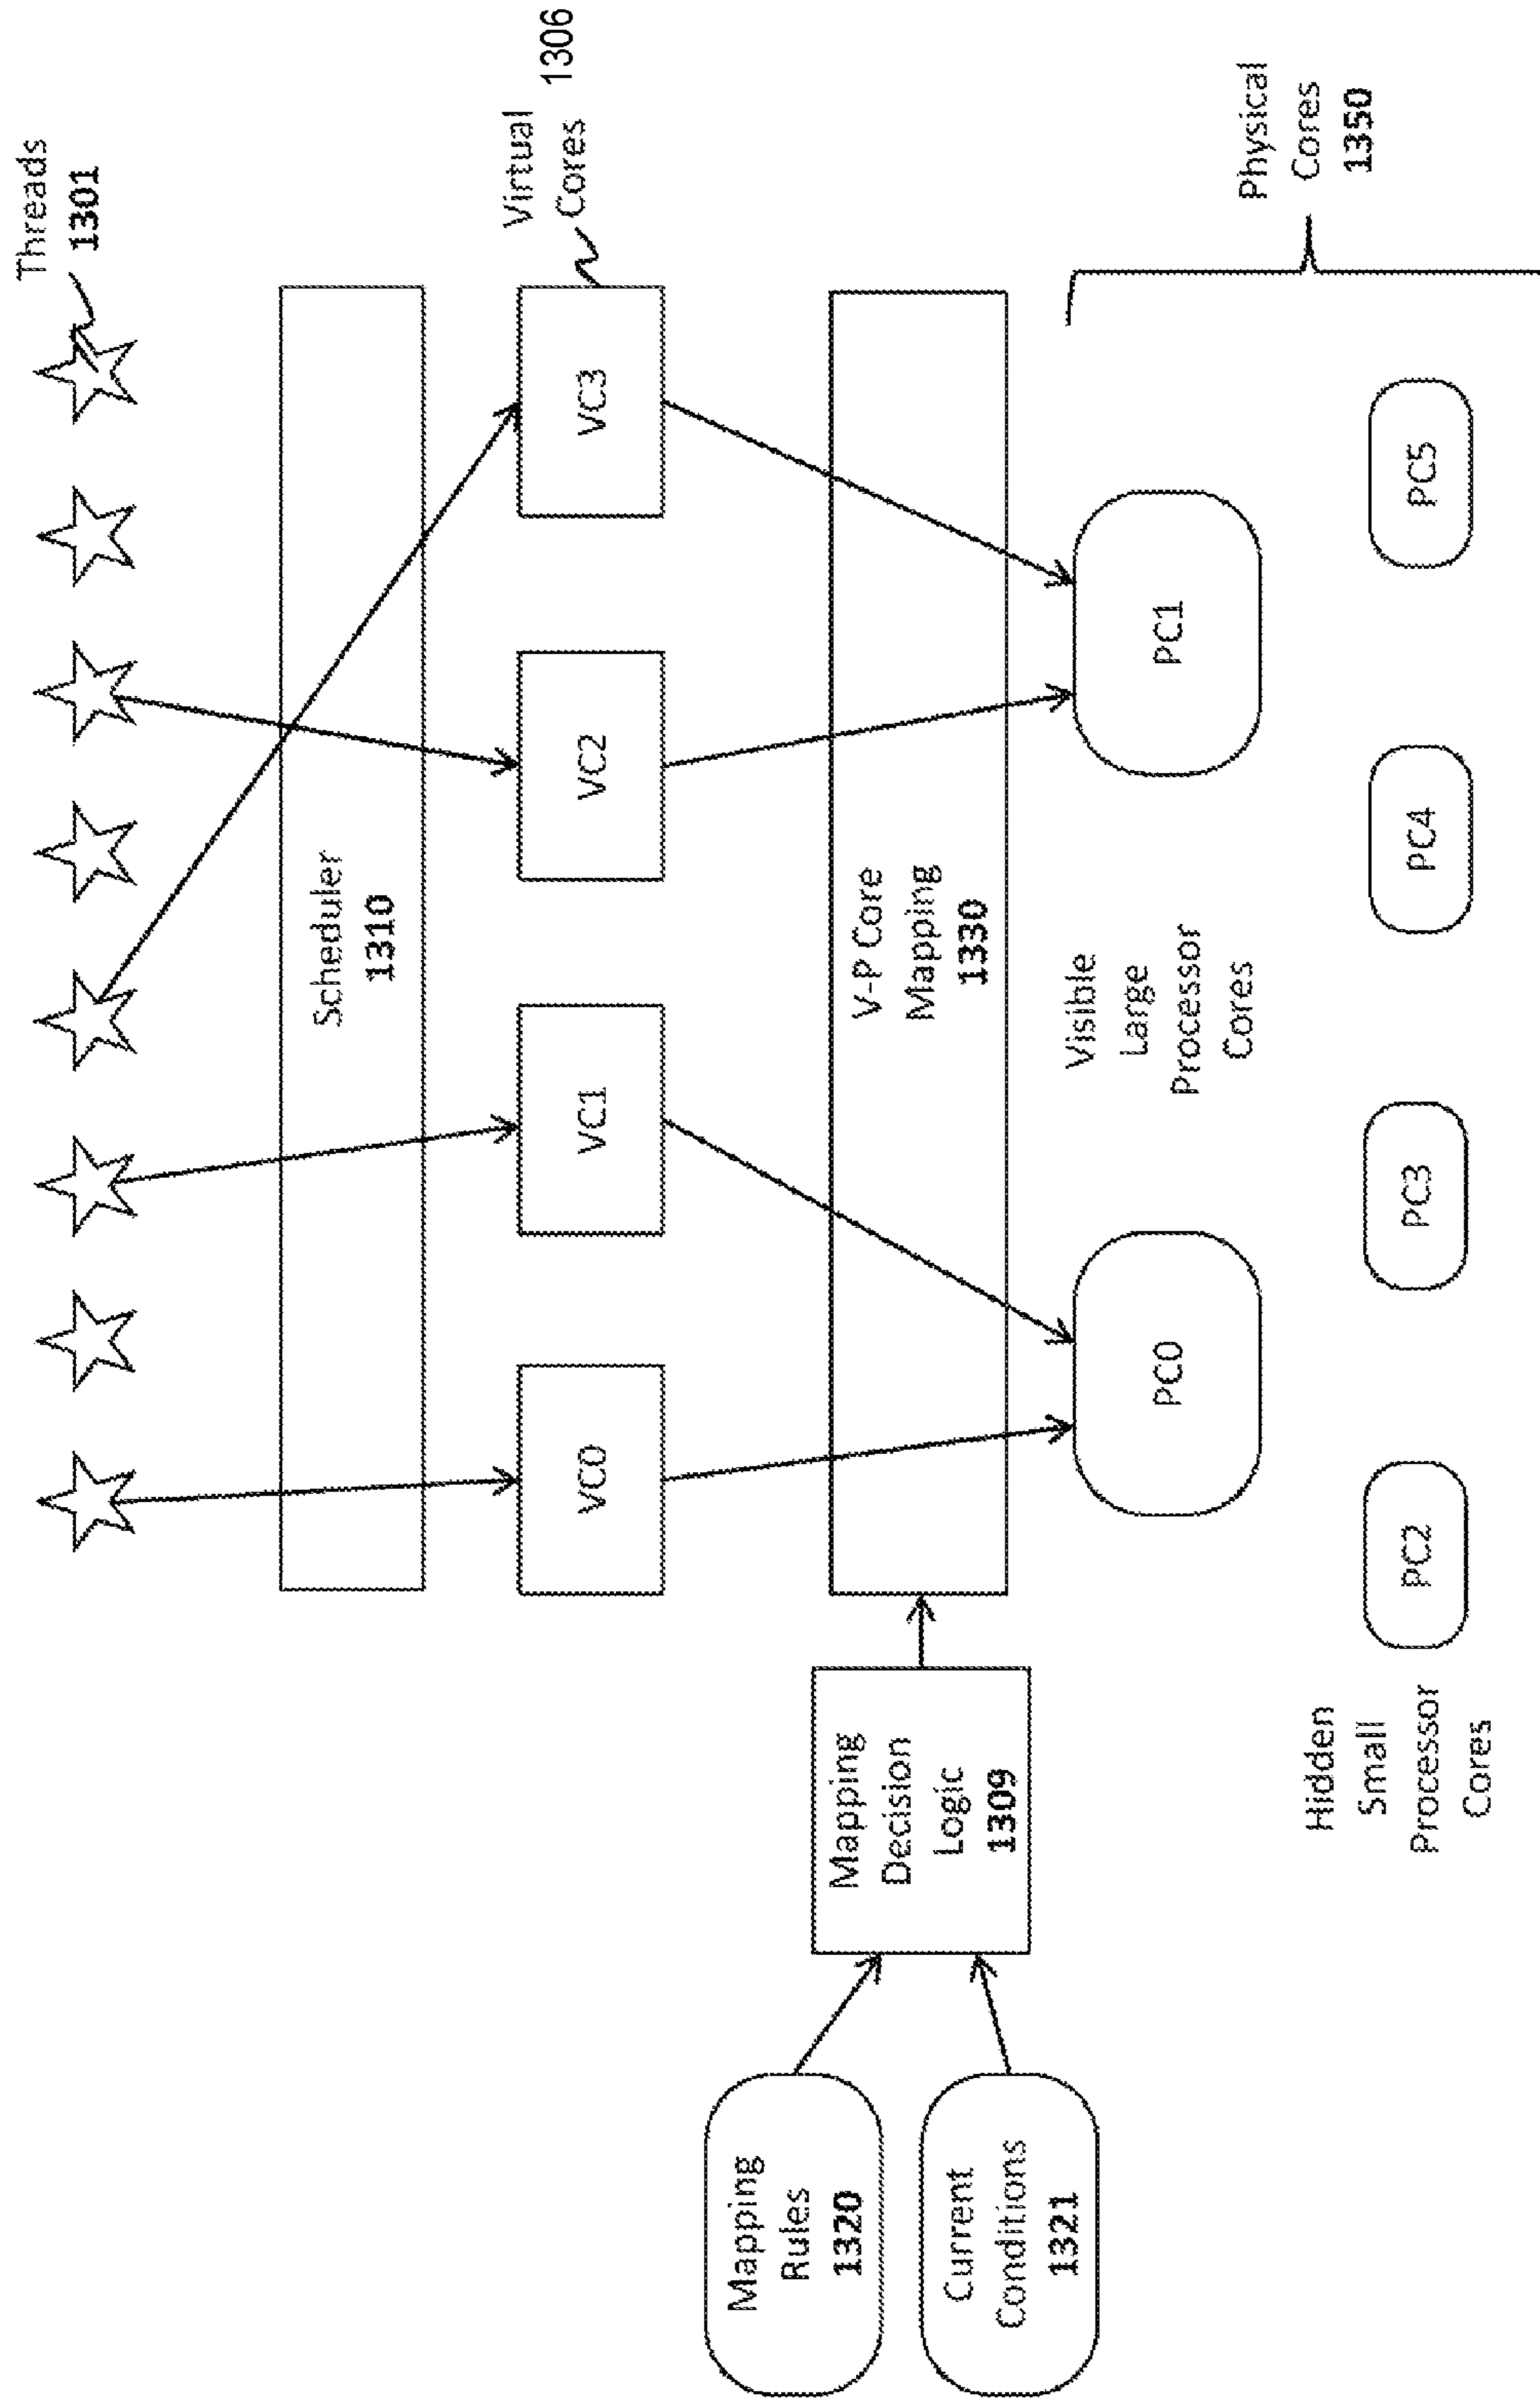 Threads
1301
Scheduler
1310
Virtual
Cores 1306
VC0
VC1
VC2
VC3
Mapping
Rules
1320
Current
Conditions
1321
Mapping
Decision
Logic
1309
V-P Core
Mapping
1330
Visible
Large
Processor
Cores
PC0
PC1
Physical
Cores
1350
Hidden
Small
Processor
Cores
PC2
PC3
PC4
PC5